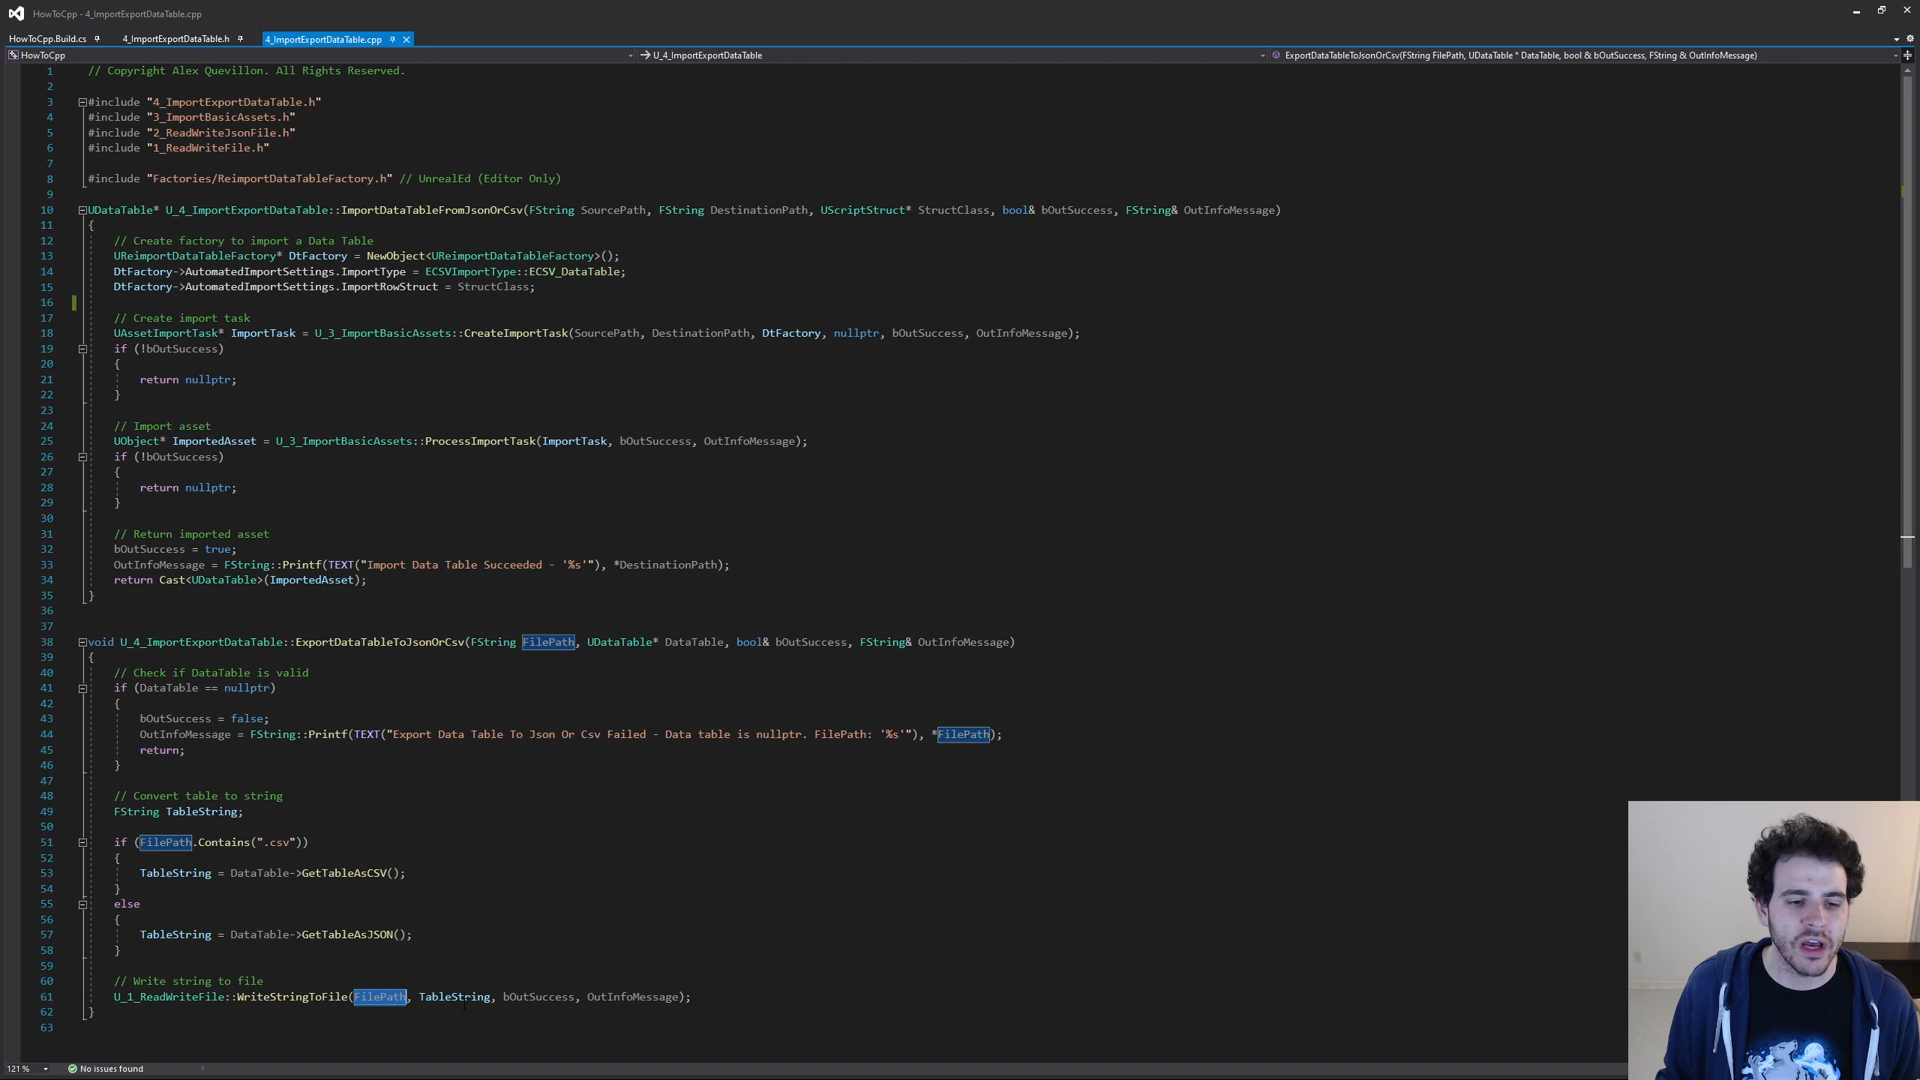 HowToCpp - 4_ImportExportDataTable.cpp
HowToCpp.Build.cs 4_ImportExportDataTable.h 4_ImportExportDataTable.cpp
HowToCpp U_4_ImportExportDataTable ExportDataTableToJsonOrCsv(FString FilePath, UDataTable * DataTable, bool & bOutSuccess, FString & OutInfoMessage)
1 // Copyright Alex Quevillon. All Rights Reserved.
2
3 #include "4_ImportExportDataTable.h"
4 #include "3_ImportBasicAssets.h"
5 #include "2_ReadWriteJsonFile.h"
6 #include "1_ReadWriteFile.h"
7
8 #include "Factories/ReimportDataTableFactory.h" // UnrealEd (Editor Only)
9
10 UDataTable* U_4_ImportExportDataTable::ImportDataTableFromJsonOrCsv(FString SourcePath, FString DestinationPath, UScriptStruct* StructClass, bool& bOutSuccess, FString& OutInfoMessage)
11 {
12 // Create factory to import a Data Table
13 UReimportDataTableFactory* DtFactory = NewObject<UReimportDataTableFactory>();
14 DtFactory->AutomatedImportSettings.ImportType = ECSVImportType::ECSV_DataTable;
15 DtFactory->AutomatedImportSettings.ImportRowStruct = StructClass;
16
17 // Create import task
18 UAssetImportTask* ImportTask = U_3_ImportBasicAssets::CreateImportTask(SourcePath, DestinationPath, DtFactory, nullptr, bOutSuccess, OutInfoMessage);
19 if (!bOutSuccess)
20 {
21 return nullptr;
22 }
23
24 // Import asset
25 UObject* ImportedAsset = U_3_ImportBasicAssets::ProcessImportTask(ImportTask, bOutSuccess, OutInfoMessage);
26 if (!bOutSuccess)
27 {
28 return nullptr;
29 }
30
31 // Return imported asset
32 bOutSuccess = true;
33 OutInfoMessage = FString::Printf(TEXT("Import Data Table Succeeded - '%s'"), *DestinationPath);
34 return Cast<UDataTable>(ImportedAsset);
35 }
36
37
38 void U_4_ImportExportDataTable::ExportDataTableToJsonOrCsv(FString FilePath, UDataTable* DataTable, bool& bOutSuccess, FString& OutInfoMessage)
39 {
40 // Check if DataTable is valid
41 if (DataTable == nullptr)
42 {
43 bOutSuccess = false;
44 OutInfoMessage = FString::Printf(TEXT("Export Data Table To Json Or Csv Failed - Data table is nullptr. FilePath: '%s'"), *FilePath);
45 return;
46 }
47
48 // Convert table to string
49 FString TableString;
50
51 if (FilePath.Contains(".csv"))
52 {
53 TableString = DataTable->GetTableAsCSV();
54 }
55 else
56 {
57 TableString = DataTable->GetTableAsJSON();
58 }
59
60 // Write string to file
61 U_1_ReadWriteFile::WriteStringToFile(FilePath, TableString, bOutSuccess, OutInfoMessage);
62 }
63
121 % No issues found